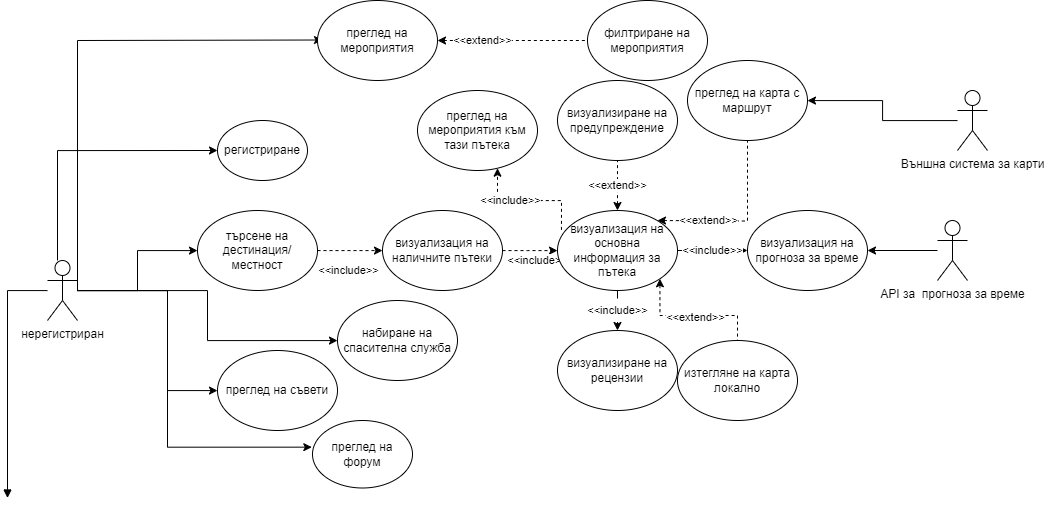 преглед на
мероприятия
<<extend>>
филтриране на
мероприятия
преглед на карта с
маршрут
преглед на
мероприятия към
тази пътека
визуализиране на
предупреждение
Външна система за карти
регистриране
<<extend>>
<<include>>
<<extend>>
търсене на
дестинация/
местност
<<include>>
визуализация на
наличните пътеки
<<include>
визуализация на
основна
информация за
пътека
<<include>>
визуализация на
прогноза за време
API за прогноза за време
нерегистриран
<<include>>
<<extend>>
набиране на
спасителна служба
визуализиране на
рецензии
изтегляне на карта
локално
преглед на съвети
преглед на
форум